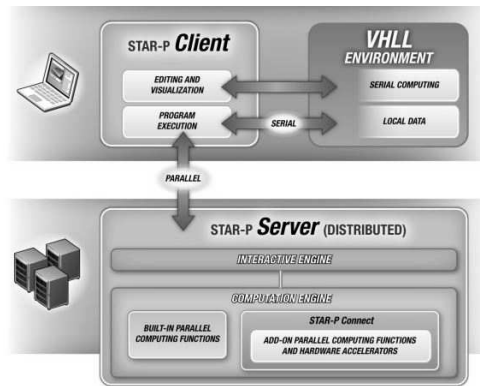 STAR-P Client
EDITING AND
VISUALIZATION
PROGRAM
EXECUTION
VHLL
ENVIRONMENT
SERIAL COMPUTING
LOCAL DATA
SERIAL
PARALLEL
STAR-P Server (DISTRIBUTED)
INTERACTIVE ENGINE
COMPUTATION ENGINE
BUILT-IN PARALLEL
COMPUTING FUNCTIONS
STAR-P Connect
ADD-ON PARALLEL COMPUTING FUNCTIONS
AND HARDWARE ACCELERATORS